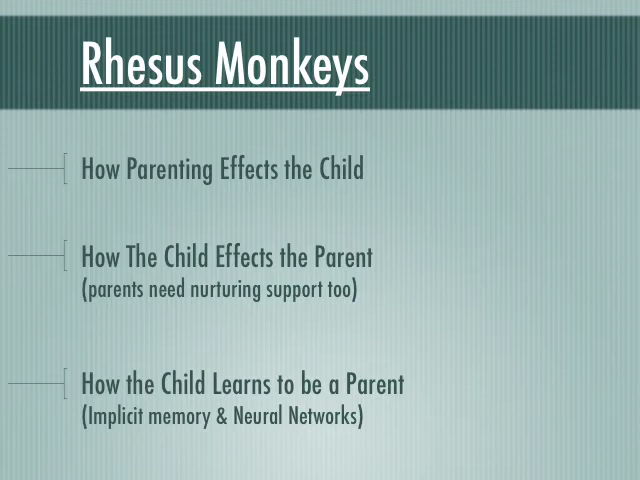 Rhesus Monkeys
How Parenting Effects the Child
How The Child Effects the Parent
(parents need nurturing support too)
How the Child Learns to be a Parent
(Implicit memory & Neural Networks)